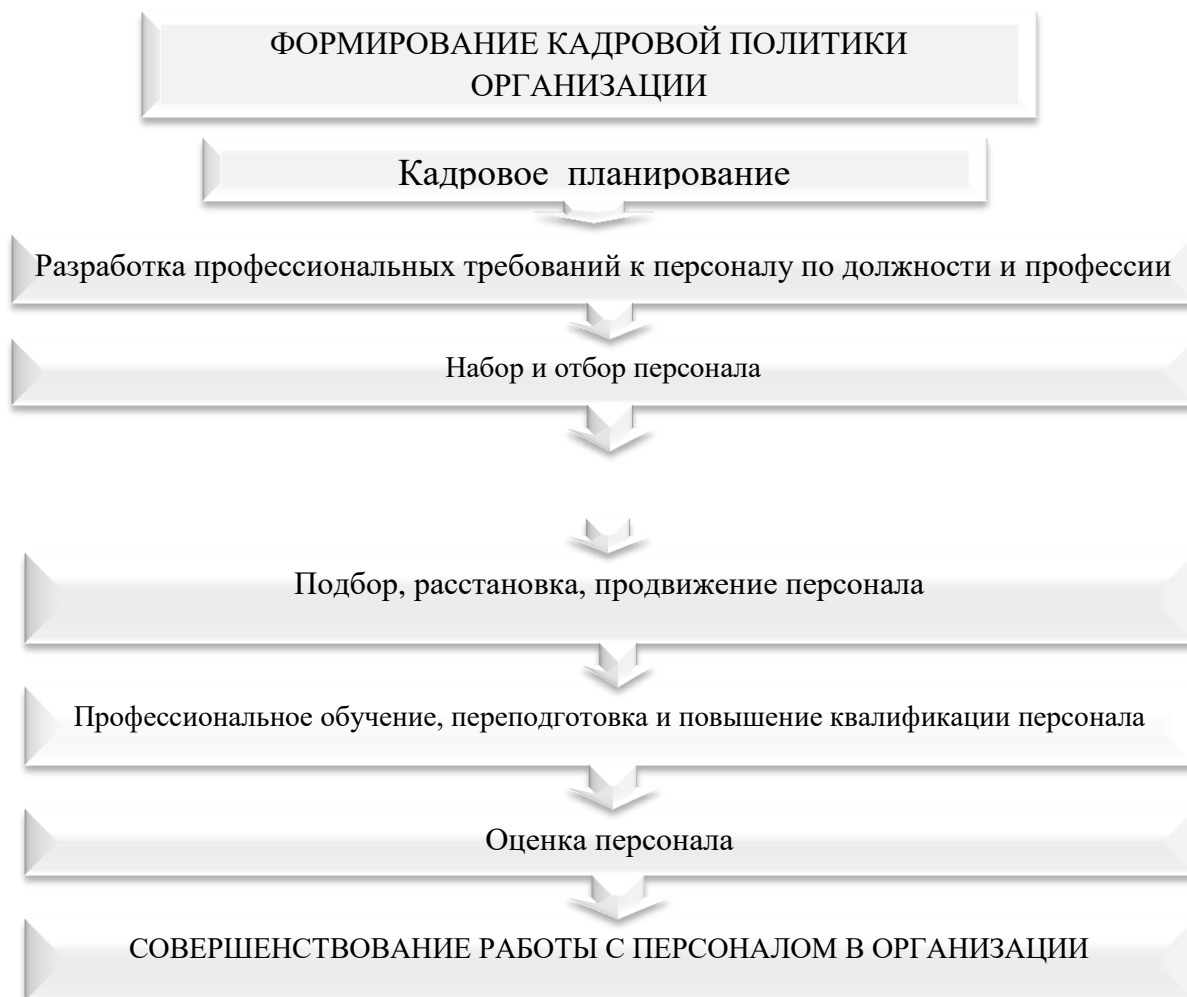 ФОРМИРОВАНИЕ КАДРОВОЙ ПОЛИТИКИ
ОРГАНИЗАЦИИ
Кадровое планирование
Разработка профессиональных требований к персоналу по должности и профессии
Набор и отбор персонала
Подбор, расстановка, продвижение персонала
Профессиональное обучение, переподготовка и повышение квалификации персонала
Оценка персонала
СОВЕРШЕНСТВОВАНИЕ РАБОТЫ С ПЕРСОНАЛОМ В ОРГАНИЗАЦИИ